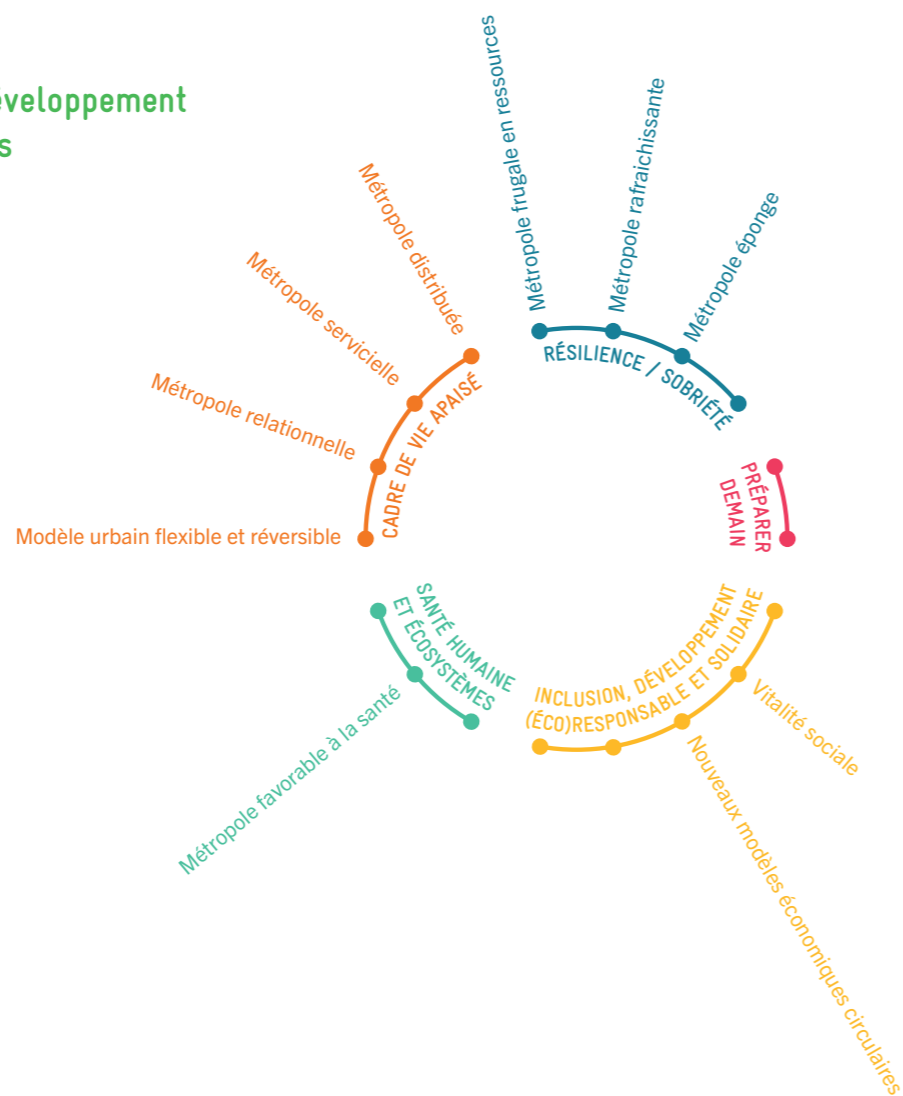 éveloppement
s
Métropole frugale en ressources
Métropole rafraichissante
Métropole éponge
RÉSILIENCE / SOBRIÉTÉ
Métropole distribuée
Métropole servicielle
Métropole relationnelle
Modèle urbain flexible et réversible
CADRE DE VIE APAISÉ
PRÉPARER
DEMAIN
SANTÉ HUMAINE
ET ÉCOSYSTÈMES
Métropole favorable à la santé
INCLUSION, DÉVELOPPEMENT
(ÉCO)RESPONSABLE ET SOLIDAIRE
Vitalité sociale
Nouveaux modèles économiques circulaires